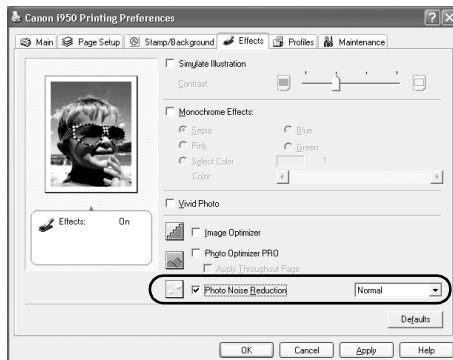 Canon i950 Printing Preferences
Main Page Setup Stamp/Background Effects Profiles Maintenance
Simulate Illustration
Contrast:
Monochrome Effects:
Sepia Blue
Pink Green
Select Color 1
Color:
Vivid Photo
Effects: On
Image Optimizer
Photo Optimizer PRO
Apply Throughout Page
Photo Noise Reduction Normal
Defaults
OK Cancel Apply Help